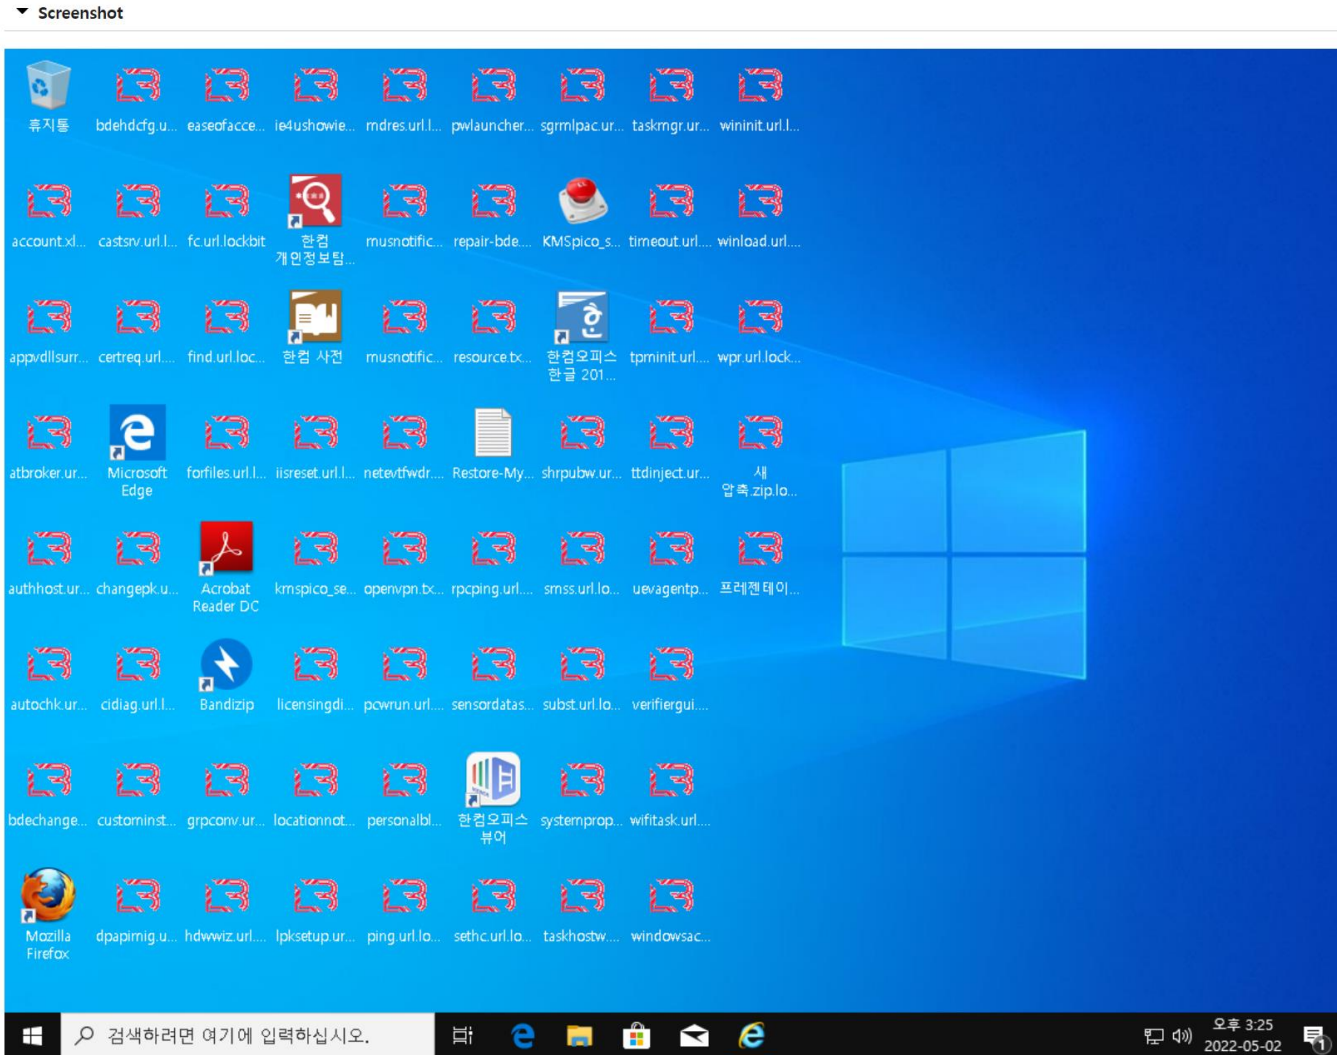 Screenshot
휴지통
bdehdcfg.u...
easeofacce...
ie4ushowie...
mdres.url.l...
pwlauncher...
sgrmlpac.ur...
taskmgr.ur...
wininit.url.l...
account.xl...
castsrv.url.l...
fc.url.lockbit
한컴
개인정보탐...
musnotific...
repair-bde....
KMSpico_s...
timeout.url....
winload.url....
appvdllsurr...
certreq.url....
find.url.loc...
한컴 사전
musnotific...
resource.tx...
한컴오피스
한글 201...
tpminit.url....
wpr.url.lock...
atbroker.ur...
Microsoft
Edge
forfiles.url.l...
iisreset.url.l...
netevtfwdr....
Restore-My...
shrpubw.ur...
ttdinject.ur...
새
압축.zip.lo...
authhost.ur...
changepk.u...
Acrobat
Reader DC
kmspico_se...
openvpn.tx...
rpcping.url....
smss.url.lo...
uevagentp...
프레젠테이...
autochk.ur...
cidiag.url.l...
Bandizip
licensingdi...
pcwrun.url....
sensordatas...
subst.url.lo...
verifiergui....
bdechange...
custominst...
grpconv.ur...
locationnot...
personalbl...
한컴오피스
뷰어
systemprop...
wifitask.url....
Mozilla
Firefox
dpapimig.u...
hdwwiz.url....
lpksetup.ur...
ping.url.lo...
sethc.url.lo...
taskhostw....
windowsac...
검색하려면 여기에 입력하십시오.
오후 3:25
2022-05-02
1